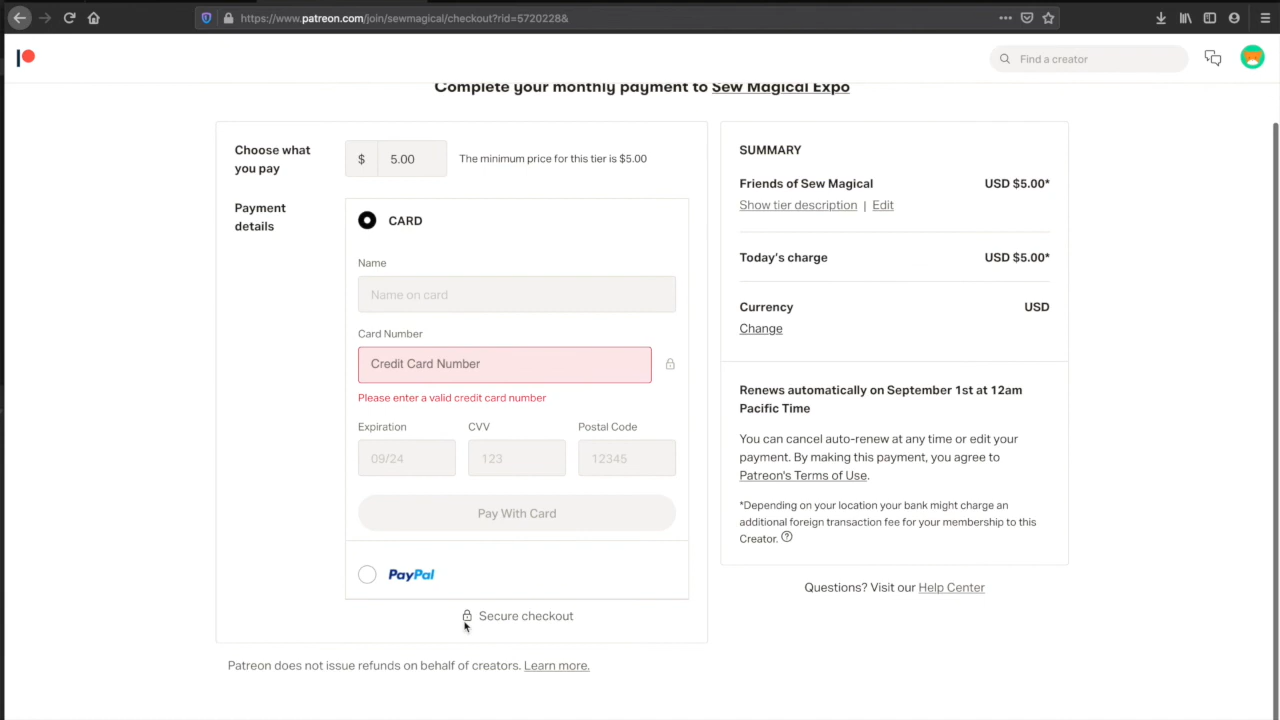 https://www.patreon.com/join/sewmagical/checkout?rid=5720228&
Find a creator
Complete your monthly payment to Sew Magical Expo
Choose what
you pay
$ 5.00
The minimum price for this tier is $5.00
Payment
details
CARD
Name
Name on card
Card Number
Credit Card Number
Please enter a valid credit card number
Expiration
CVV
Postal Code
09/24
123
12345
Pay With Card
PayPal
Secure checkout
Patreon does not issue refunds on behalf of creators. Learn more.
SUMMARY
Friends of Sew Magical USD $5.00*
Show tier description | Edit
Today's charge USD $5.00*
Currency USD
Change
Renews automatically on September 1st at 12am
Pacific Time
You can cancel auto-renew at any time or edit your
payment. By making this payment, you agree to
Patreon's Terms of Use.
*Depending on your location your bank might charge an
additional foreign transaction fee for your membership to this
Creator.
Questions? Visit our Help Center